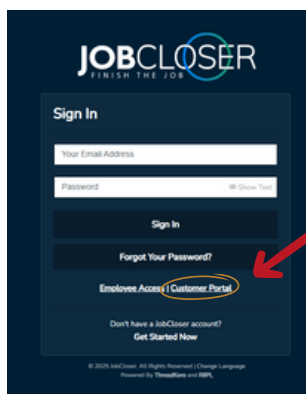 JOBCLOSER
FINISH THE JOB
Sign In
Your Email Address
Password Show Text
Sign In
Forgot Your Password?
Employee Access | Customer Portal
Don't have a JobCloser account?
Get Started Now
© 2025 JobCloser. All Rights Reserved | Change Language
Powered By ThreadKore and RBPL